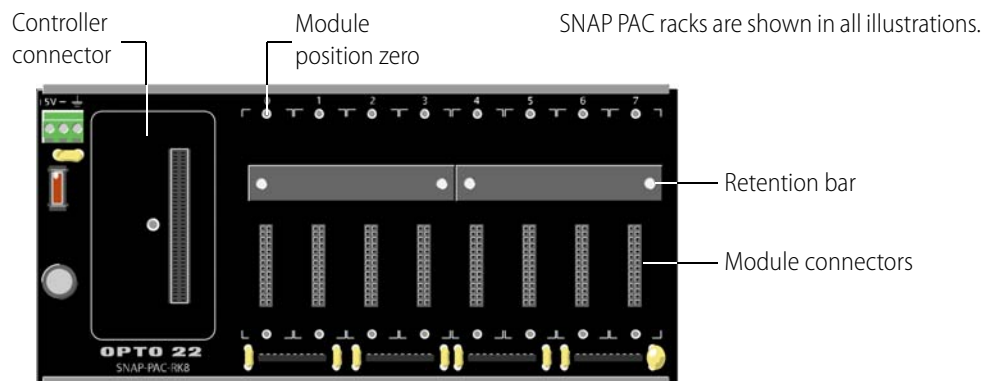 Controller
connector
Module
position zero
SNAP PAC racks are shown in all illustrations.
5V – ⏚
0 1 2 3 4 5 6 7
Retention bar
Module connectors
OPTO 22
SNAP-PAC-RK8